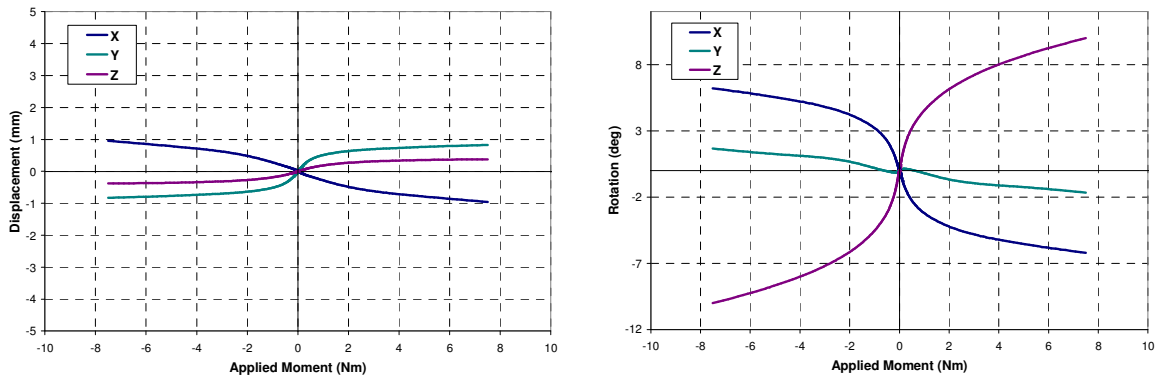 5
4
3
2
1
0
-1
-2
-3
-4
-5
-10 -8 -6 -4 -2 0 2 4 6 8 10
Displacement (mm)
Applied Moment (Nm)
X
Y
Z
8
3
-2
-7
-12
-10 -8 -6 -4 -2 0 2 4 6 8 10
Rotation (deg)
Applied Moment (Nm)
X
Y
Z